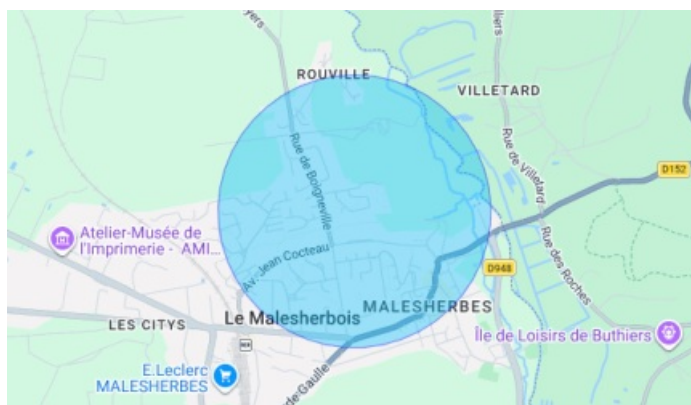 ROUVILLE
VILLETARD
Rue de Boigneville
Rue de Villetard
D152
Atelier-Musée de
l'Imprimerie - AMI...
Av. Jean Cocteau
Rue des Roches
D948
MALESHERBES
LES CITYS
Le Malesherbois
Île de Loisirs de Buthiers
E.Leclerc
MALESHERBES
de Gaulle